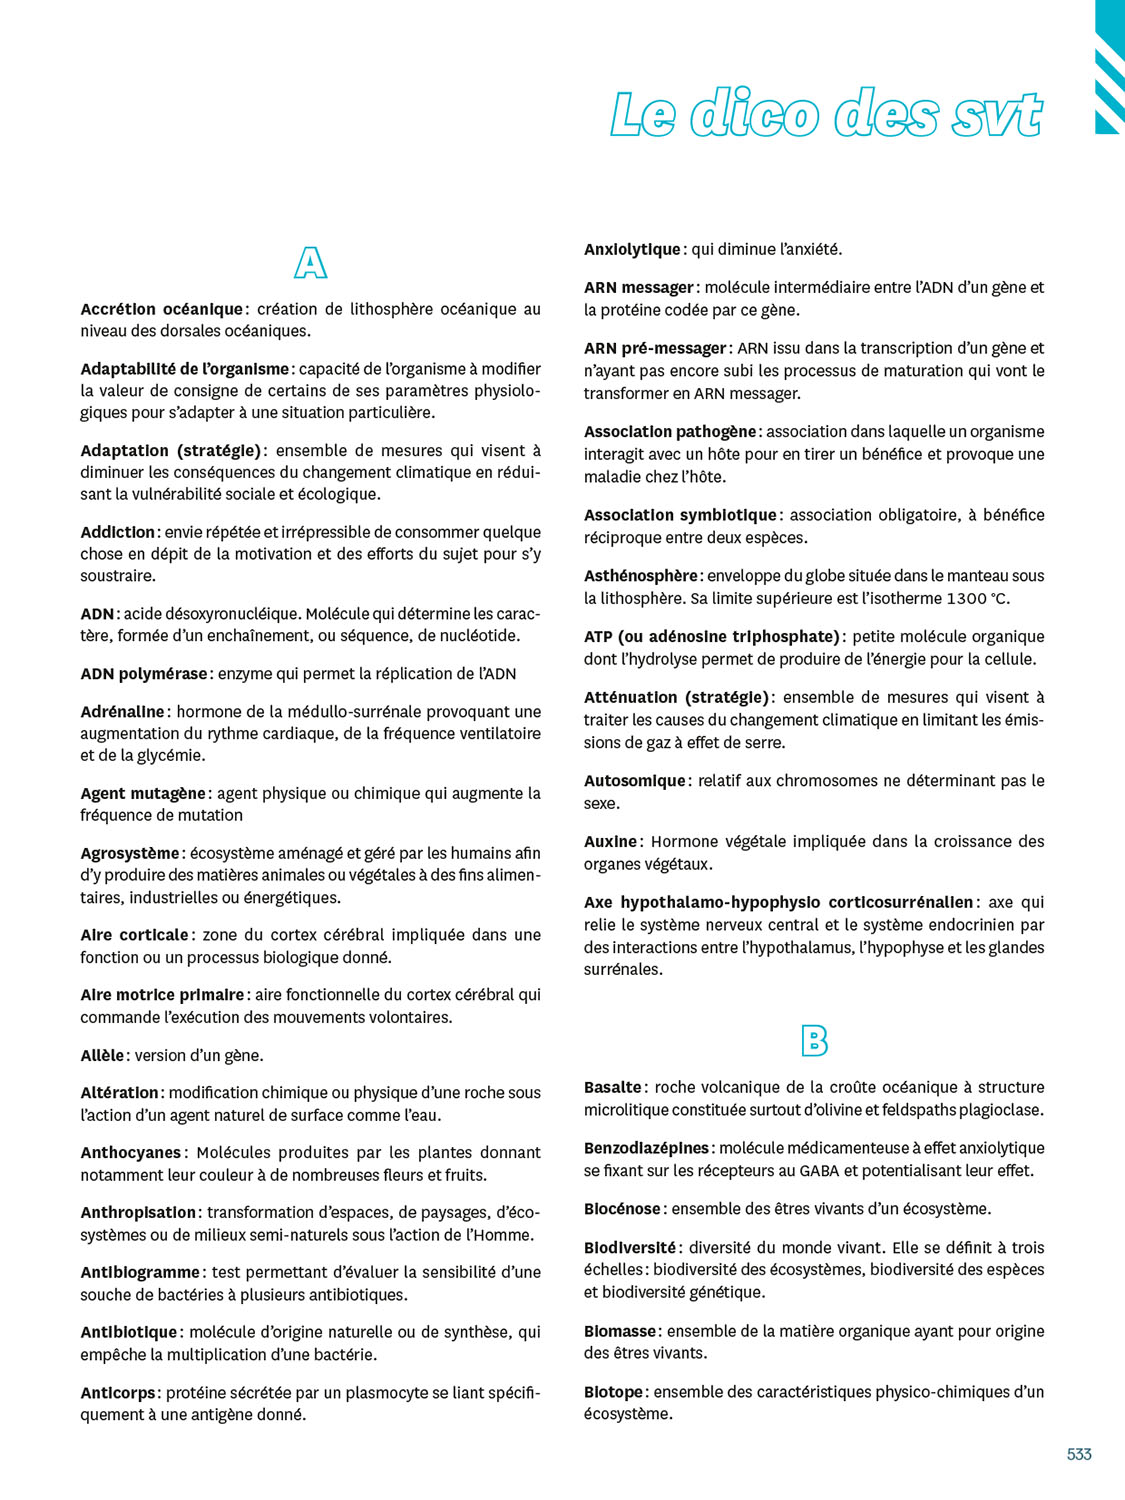 Le dico des svt
A
Accrétion océanique : création de lithosphère océanique au
niveau des dorsales océaniques.
Adaptabilité de l’organisme : capacité de l’organisme à modifier
la valeur de consigne de certains de ses paramètres physiolo-
giques pour s’adapter à une situation particulière.
Adaptation (stratégie) : ensemble de mesures qui visent à
diminuer les conséquences du changement climatique en rédui-
sant la vulnérabilité sociale et écologique.
Addiction : envie répétée et irrépressible de consommer quelque
chose en dépit de la motivation et des efforts du sujet pour s’y
soustraire.
ADN : acide désoxyronucléique. Molécule qui détermine les carac-
tère, formée d’un enchaînement, ou séquence, de nucléotide.
ADN polymérase : enzyme qui permet la réplication de l’ADN
Adrénaline : hormone de la médullo-surrénale provoquant une
augmentation du rythme cardiaque, de la fréquence ventilatoire
et de la glycémie.
Agent mutagène : agent physique ou chimique qui augmente la
fréquence de mutation
Agrosystème : écosystème aménagé et géré par les humains afin
d’y produire des matières animales ou végétales à des fins alimen-
taires, industrielles ou énergétiques.
Aire corticale : zone du cortex cérébral impliquée dans une
fonction ou un processus biologique donné.
Aire motrice primaire : aire fonctionnelle du cortex cérébral qui
commande l’exécution des mouvements volontaires.
Allèle : version d’un gène.
Altération : modification chimique ou physique d’une roche sous
l’action d’un agent naturel de surface comme l’eau.
Anthocyanes : Molécules produites par les plantes donnant
notamment leur couleur à de nombreuses fleurs et fruits.
Anthropisation : transformation d’espaces, de paysages, d’éco-
systèmes ou de milieux semi-naturels sous l’action de l’Homme.
Antibiogramme : test permettant d’évaluer la sensibilité d’une
souche de bactéries à plusieurs antibiotiques.
Antibiotique : molécule d’origine naturelle ou de synthèse, qui
empêche la multiplication d’une bactérie.
Anticorps : protéine sécrétée par un plasmocyte se liant spécifi-
quement à une antigène donné.
Anxiolytique : qui diminue l’anxiété.
ARN messager : molécule intermédiaire entre l’ADN d’un gène et
la protéine codée par ce gène.
ARN pré-messager : ARN issu dans la transcription d’un gène et
n’ayant pas encore subi les processus de maturation qui vont le
transformer en ARN messager.
Association pathogène : association dans laquelle un organisme
interagit avec un hôte pour en tirer un bénéfice et provoque une
maladie chez l’hôte.
Association symbiotique : association obligatoire, à bénéfice
réciproque entre deux espèces.
Asthénosphère : enveloppe du globe située dans le manteau sous
la lithosphère. Sa limite supérieure est l’isotherme 1300 °C.
ATP (ou adénosine triphosphate) : petite molécule organique
dont l’hydrolyse permet de produire de l’énergie pour la cellule.
Atténuation (stratégie) : ensemble de mesures qui visent à
traiter les causes du changement climatique en limitant les émis-
sions de gaz à effet de serre.
Autosomique : relatif aux chromosomes ne déterminant pas le
sexe.
Auxine : Hormone végétale impliquée dans la croissance des
organes végétaux.
Axe hypothalamo-hypophysio corticosurrénalien : axe qui
relie le système nerveux central et le système endocrinien par
des interactions entre l’hypothalamus, l’hypophyse et les glandes
surrénales.
B
Basalte : roche volcanique de la croûte océanique à structure
microlitique constituée surtout d’olivine et feldspaths plagioclase.
Benzodiazépines : molécule médicamenteuse à effet anxiolytique
se fixant sur les récepteurs au GABA et potentialisant leur effet.
Biocénose : ensemble des êtres vivants d’un écosystème.
Biodiversité : diversité du monde vivant. Elle se définit à trois
échelles : biodiversité des écosystèmes, biodiversité des espèces
et biodiversité génétique.
Biomasse : ensemble de la matière organique ayant pour origine
des êtres vivants.
Biotope : ensemble des caractéristiques physico-chimiques d’un
écosystème.
533